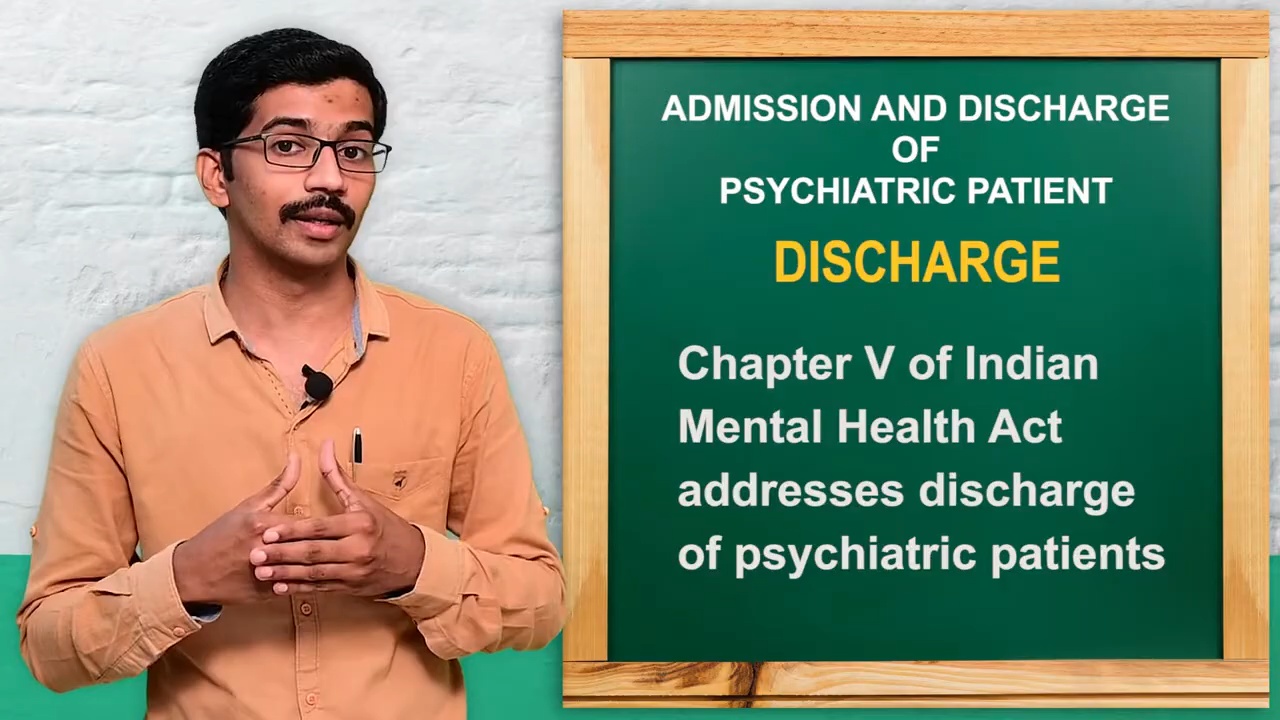 ADMISSION AND DISCHARGE
OF
PSYCHIATRIC PATIENT
DISCHARGE
Chapter V of Indian
Mental Health Act
addresses discharge
of psychiatric patients